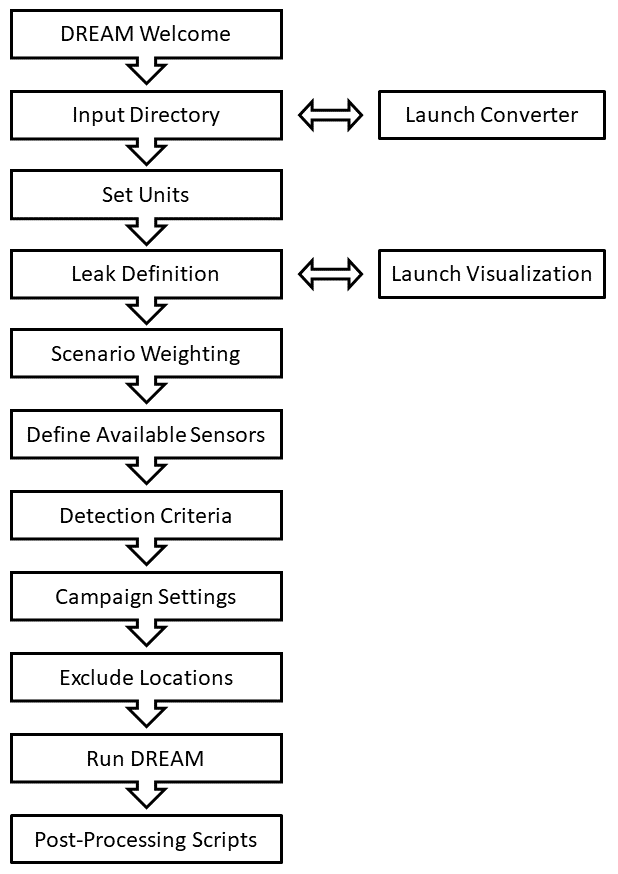 DREAM Welcome
Input Directory
Launch Converter
Set Units
Leak Definition
Launch Visualization
Scenario Weighting
Define Available Sensors
Detection Criteria
Campaign Settings
Exclude Locations
Run DREAM
Post-Processing Scripts